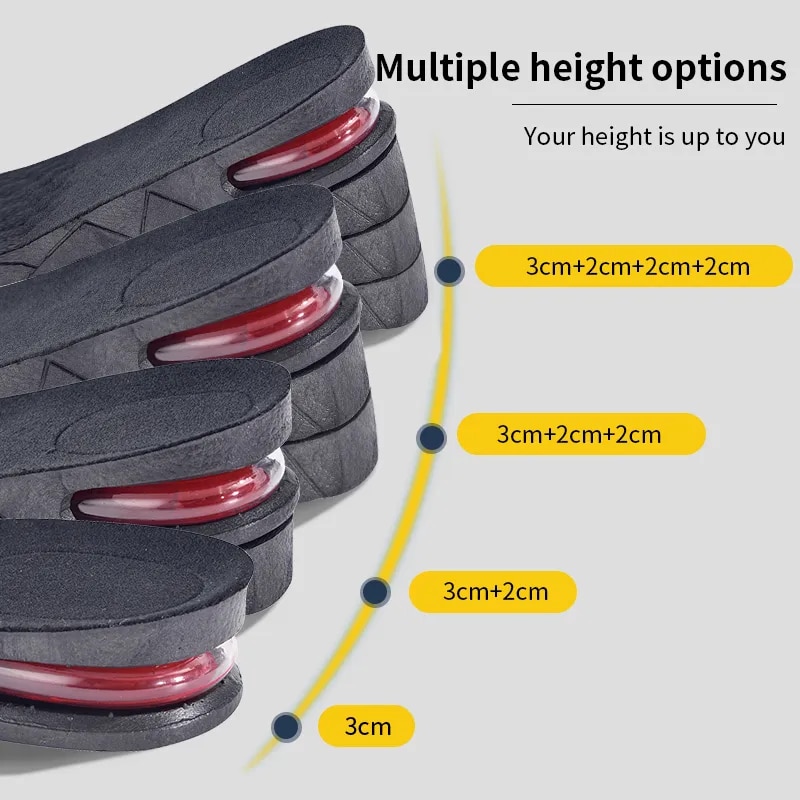 Multiple height options
Your height is up to you
3cm+2cm+2cm+2cm
3cm+2cm+2cm
3cm+2cm
3cm